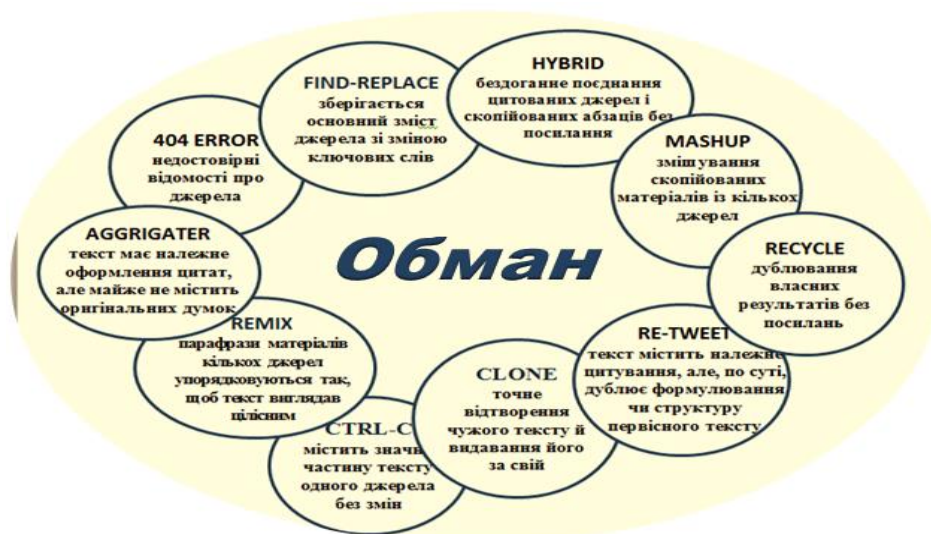 HYBRID
бездоганне поєднання
цитованих джерел і
скопійованих абзаців без
посилання
FIND-REPLACE
зберігається
основний зміст
джерела зі зміною
ключових слів
404 ERROR
недостовірні
відомості про
джерела
MASHUP
змішування
скопійованих
матеріалів із кількох
джерел
AGGRIGATER
текст має належне
оформлення цитат,
але майже не містить
оригінальних думок
Обман
RECYCLE
дублювання
власних
результатів без
посилань
REMIX
парафрази матеріалів
кількох джерел
упорядковуються так,
щоб текст виглядав
цілісним
RE-TWEET
текст містить належне
цитування, але, по суті,
дублює формулювання
чи структуру
первісного тексту
CLONE
точне
відтворення
чужого тексту й
видавання його
за свій
CTRL-C
містить значн
частину тексту
одного джерела
без змін